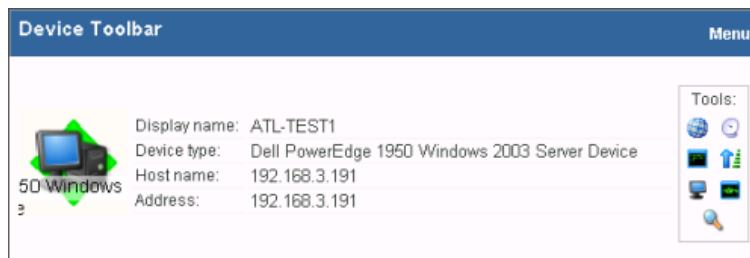 Device Toolbar
Menu
Tools:
Display name: ATL-TEST1
Device type: Dell PowerEdge 1950 Windows 2003 Server Device
Host name: 192.168.3.191
Address: 192.168.3.191
50 Windows
e